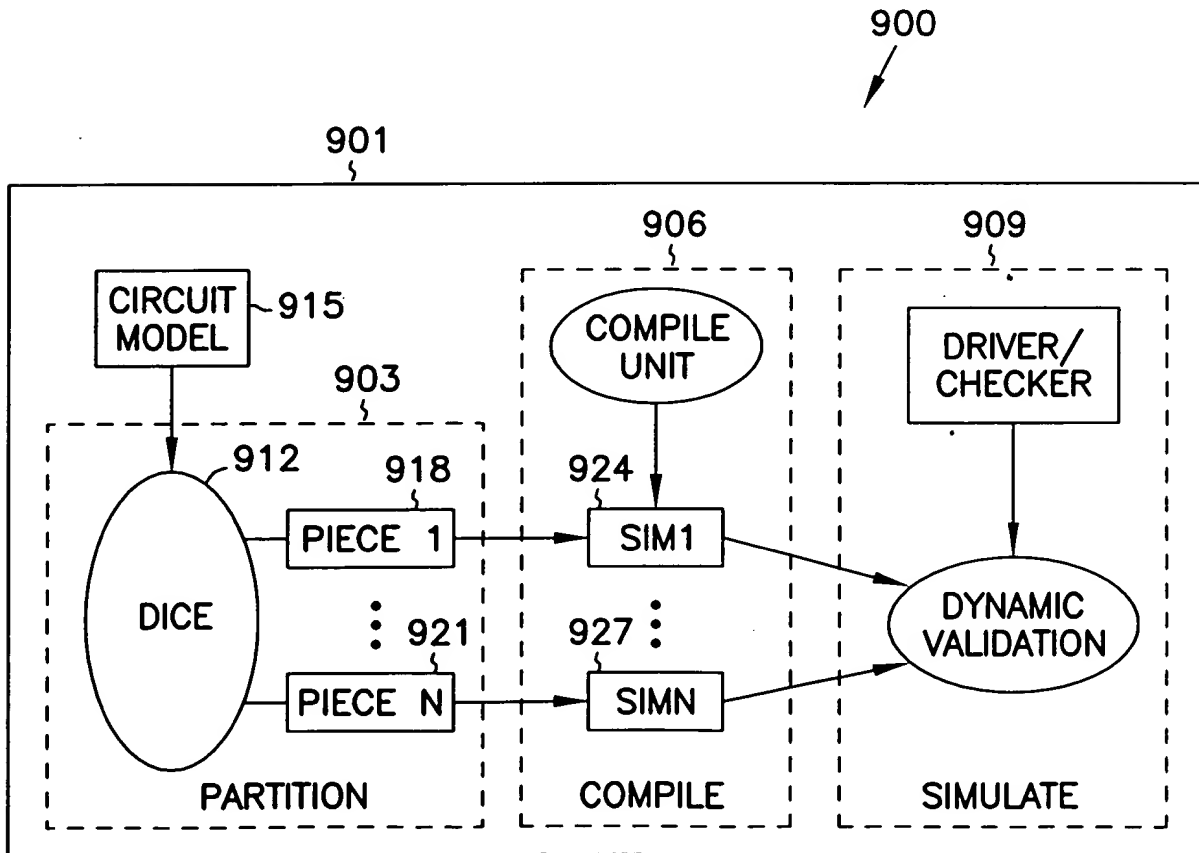 900
901
906
909
CIRCUIT
MODEL
915
COMPILE
UNIT
DRIVER/
CHECKER
903
912
918
924
PIECE 1
SIM1
DICE
DYNAMIC
VALIDATION
921
927
PIECE N
SIMN
PARTITION
COMPILE
SIMULATE